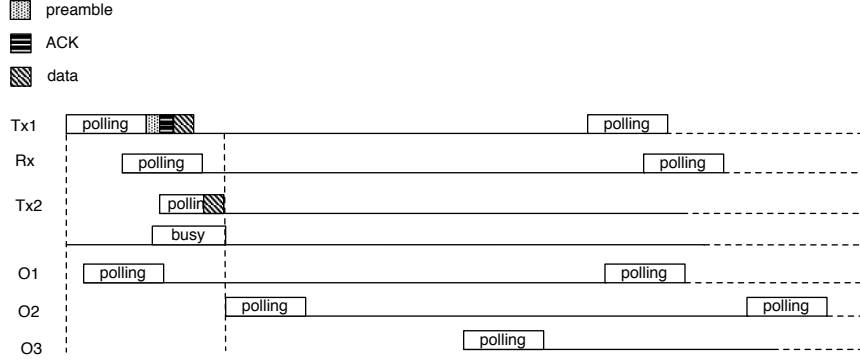 preamble
ACK
data
Tx1 polling polling
Rx polling polling
Tx2 pollin
busy
O1 polling polling
O2 polling polling
O3 polling